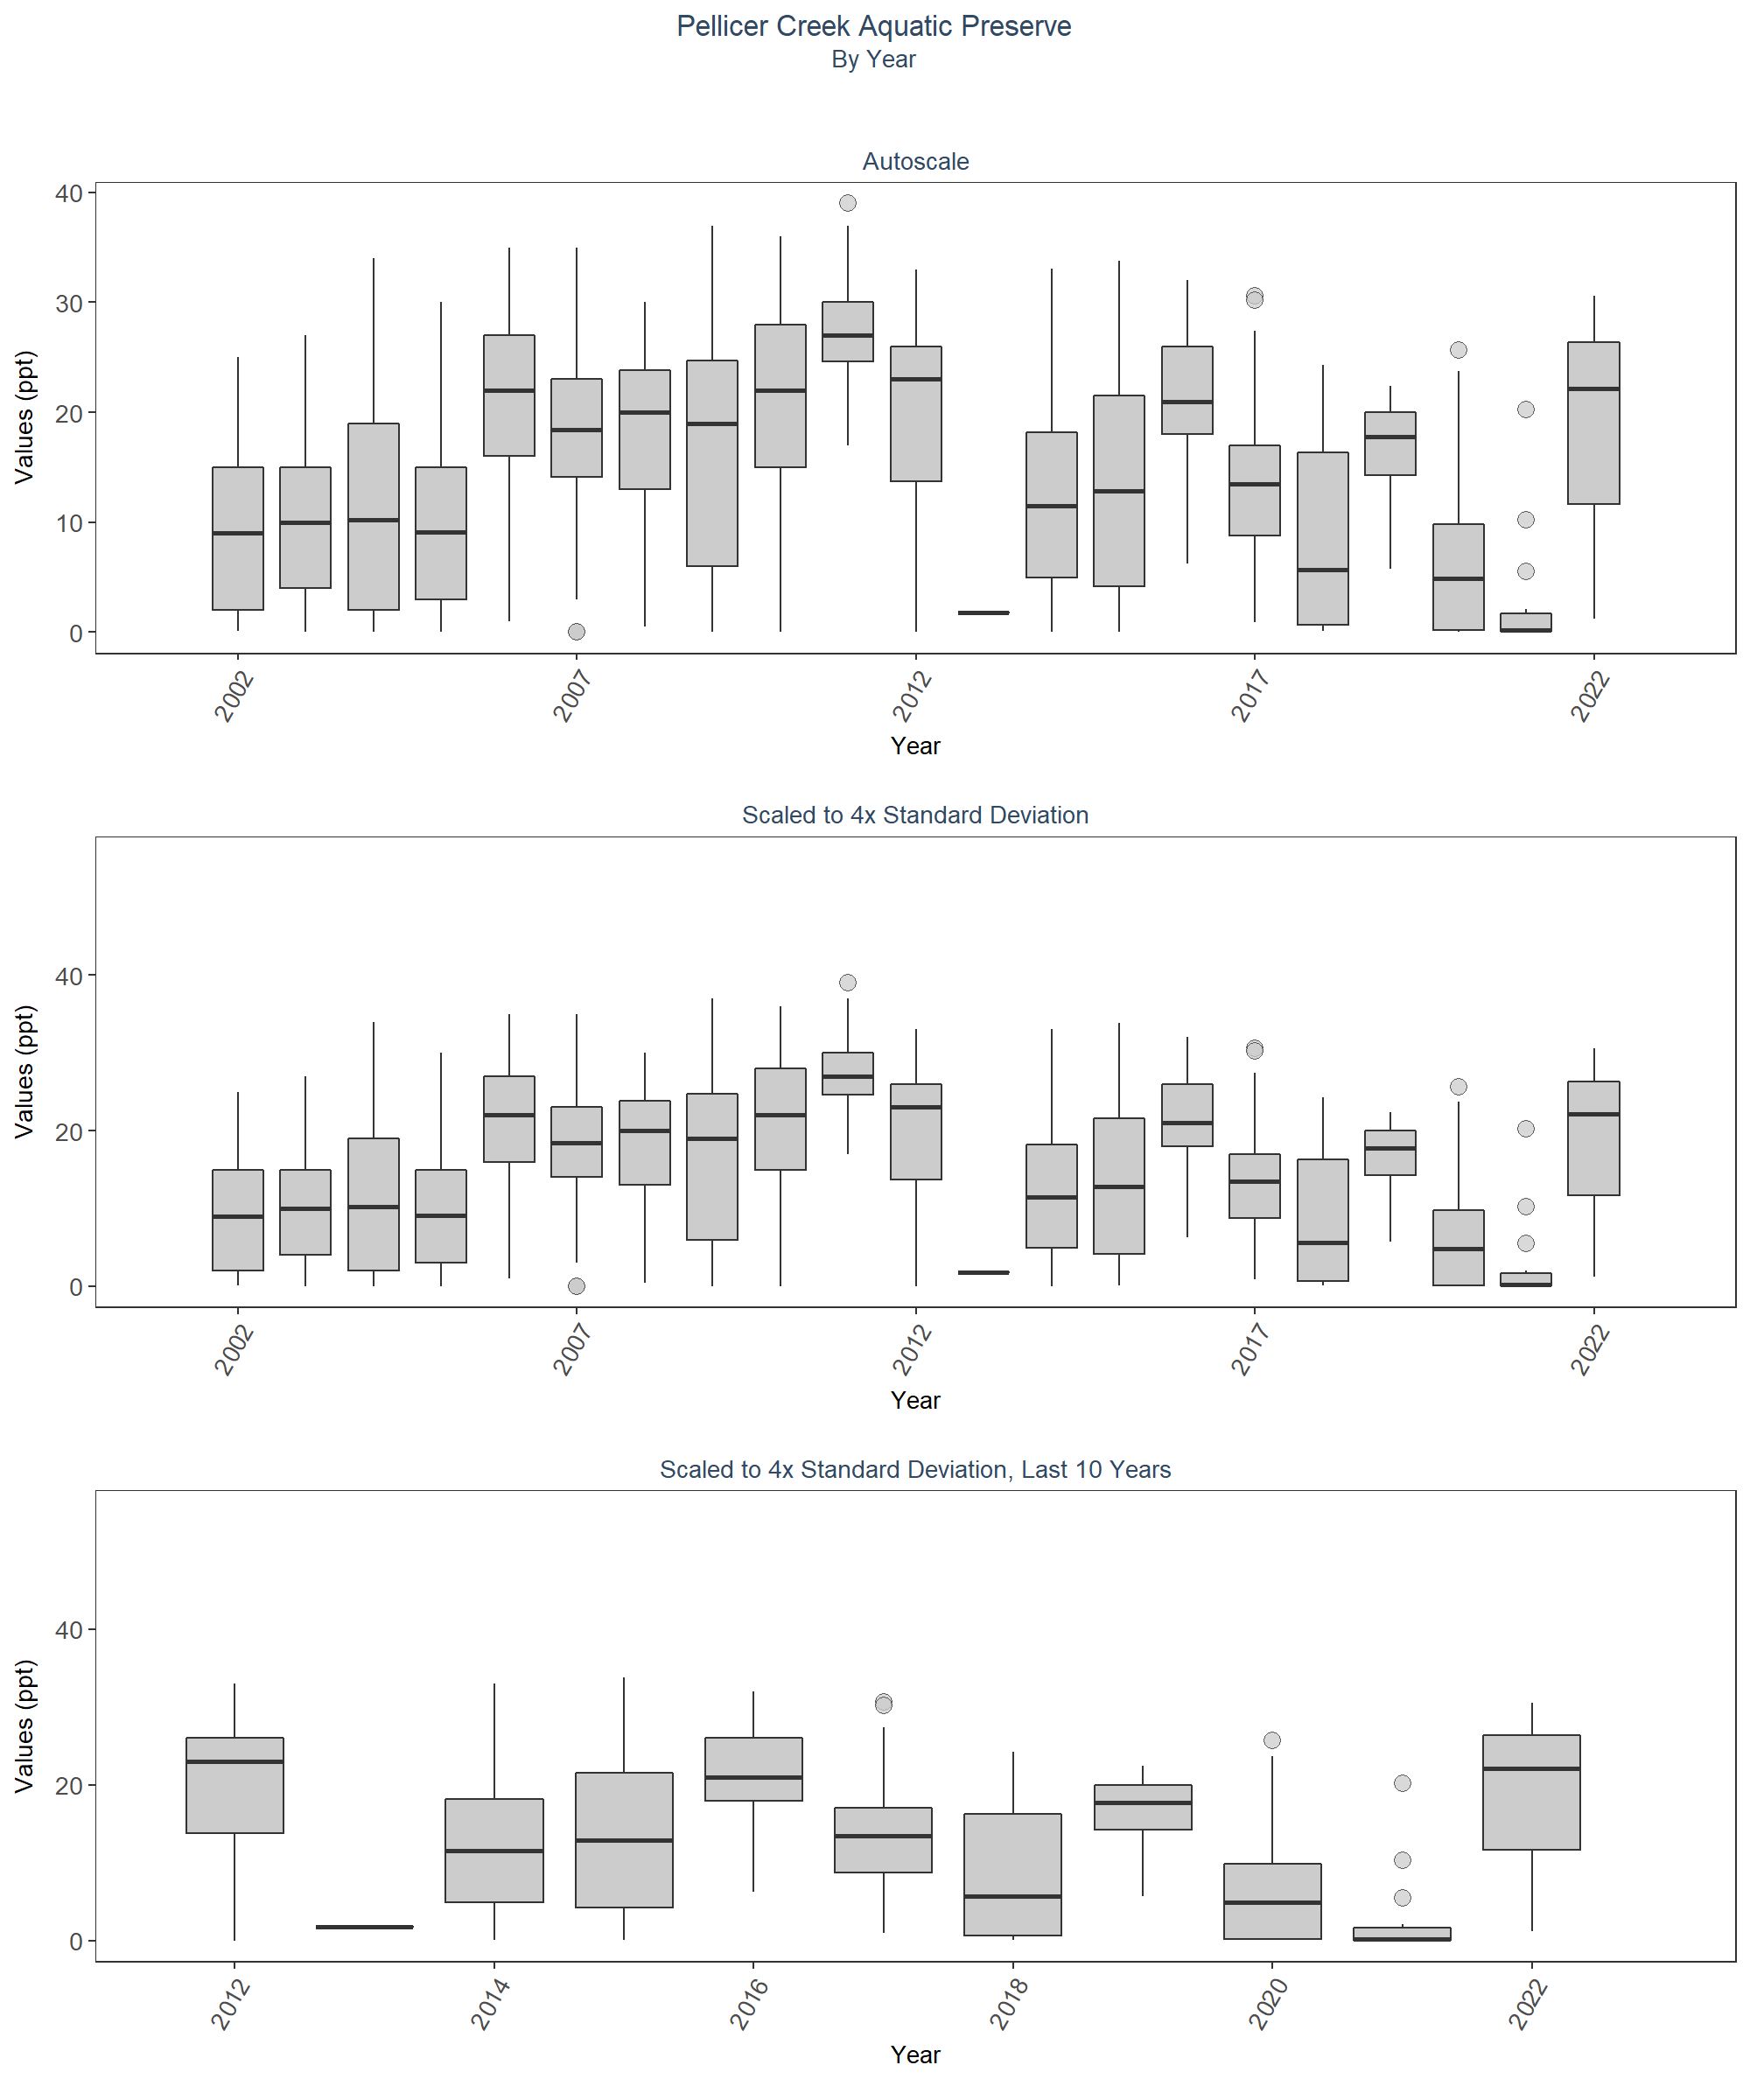 Pellicer Creek Aquatic Preserve
By Year
Autoscale
Values (ppt)
40
30
20
10
0
2002
2007
2012
2017
2022
Year
Scaled to 4x Standard Deviation
Values (ppt)
40
20
0
2002
2007
2012
2017
2022
Year
Scaled to 4x Standard Deviation, Last 10 Years
Values (ppt)
40
20
0
2012
2014
2016
2018
2020
2022
Year